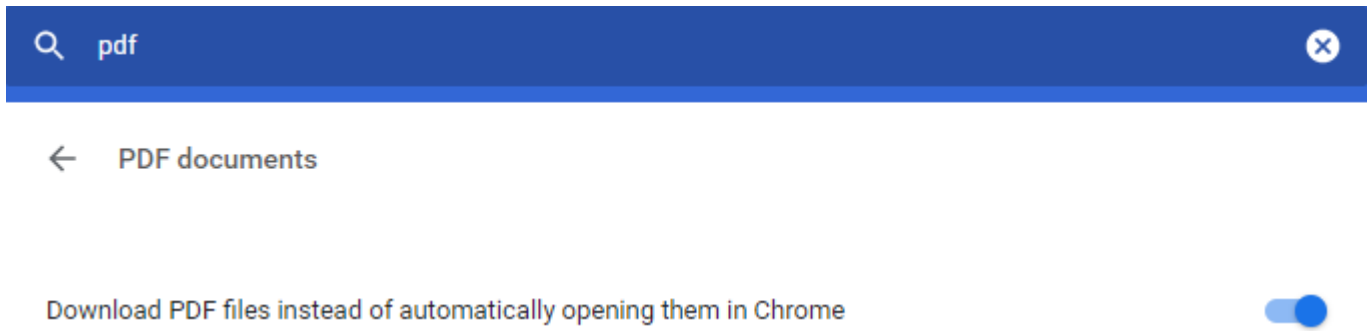 pdf
PDF documents
Download PDF files instead of automatically opening them in Chrome